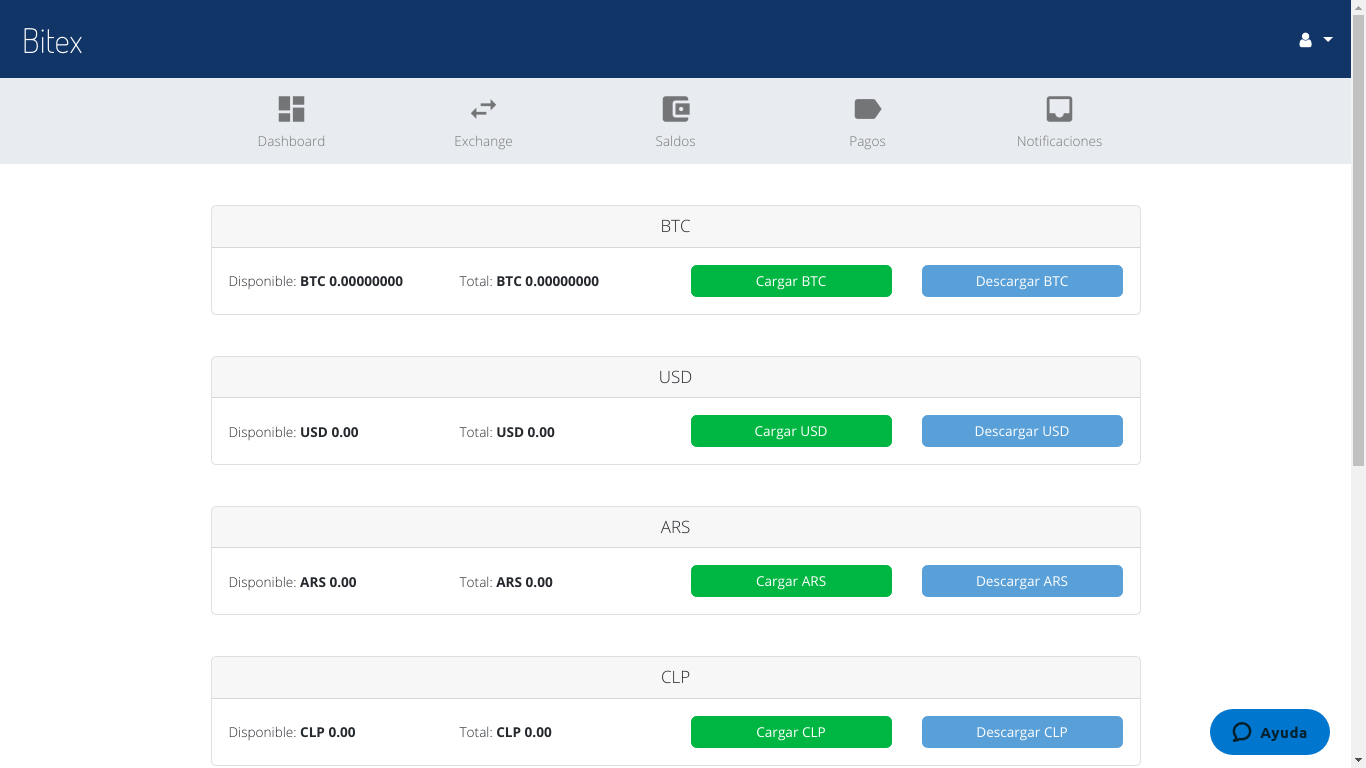 Bitex
Dashboard
Exchange
Saldos
Pagos
Notificaciones
BTC
Disponible: BTC 0.00000000 Total: BTC 0.00000000 Cargar BTC Descargar BTC
USD
Disponible: USD 0.00 Total: USD 0.00 Cargar USD Descargar USD
ARS
Disponible: ARS 0.00 Total: ARS 0.00 Cargar ARS Descargar ARS
CLP
Disponible: CLP 0.00 Total: CLP 0.00 Cargar CLP Descargar CLP
Ayuda